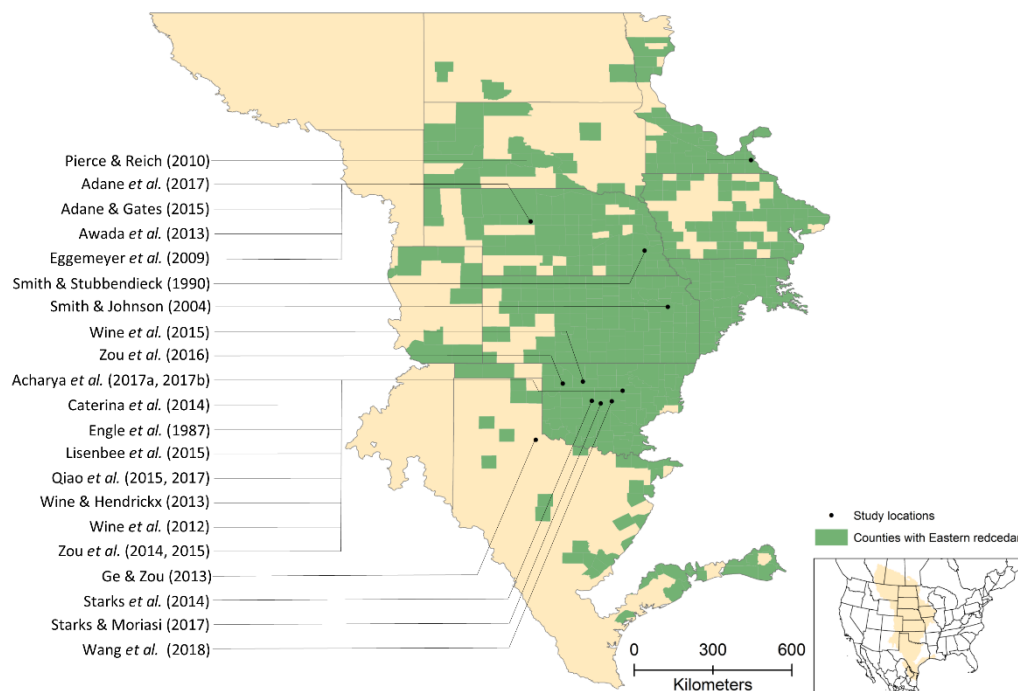 Pierce & Reich (2010)
Adane et al. (2017)
Adane & Gates (2015)
Awada et al. (2013)
Eggemeyer et al. (2009)
Smith & Stubbendieck (1990)
Smith & Johnson (2004)
Wine et al. (2015)
Zou et al. (2016)
Acharya et al. (2017a, 2017b)
Caterina et al. (2014)
Engle et al. (1987)
Lisenbee et al. (2015)
Qiao et al. (2015, 2017)
Wine & Hendrickx (2013)
Wine et al. (2012)
Zou et al. (2014, 2015)
Ge & Zou (2013)
Starks et al. (2014)
Starks & Moriasi (2017)
Wang et al. (2018)
Study locations
Counties with Eastern redcedar
0 300 600
Kilometers